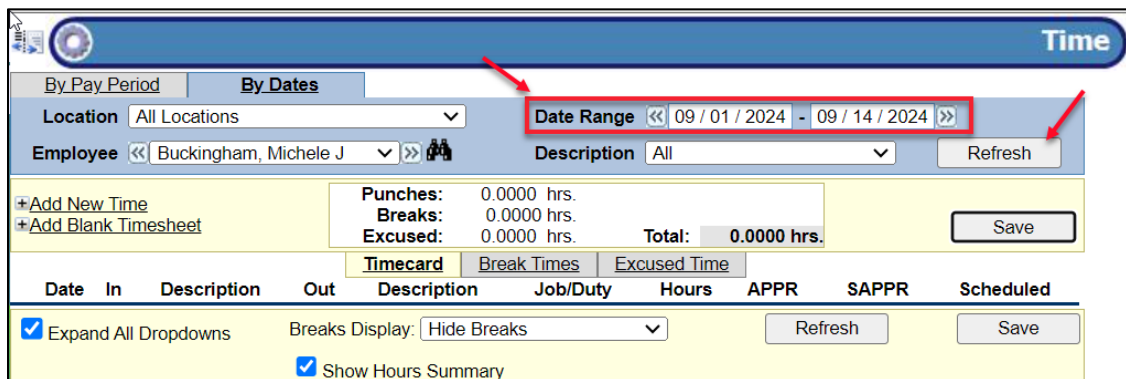 Time
By Pay Period By Dates
Location All Locations Date Range 09 / 01 / 2024 - 09 / 14 / 2024
Employee Buckingham, Michele J Description All Refresh
Add New Time
Add Blank Timesheet
Punches: 0.0000 hrs.
Breaks: 0.0000 hrs.
Excused: 0.0000 hrs. Total: 0.0000 hrs.
Save
Timecard Break Times Excused Time
Date In Description Out Description Job/Duty Hours APPR SAPPR Scheduled
Expand All Dropdowns Breaks Display: Hide Breaks Refresh Save
Show Hours Summary